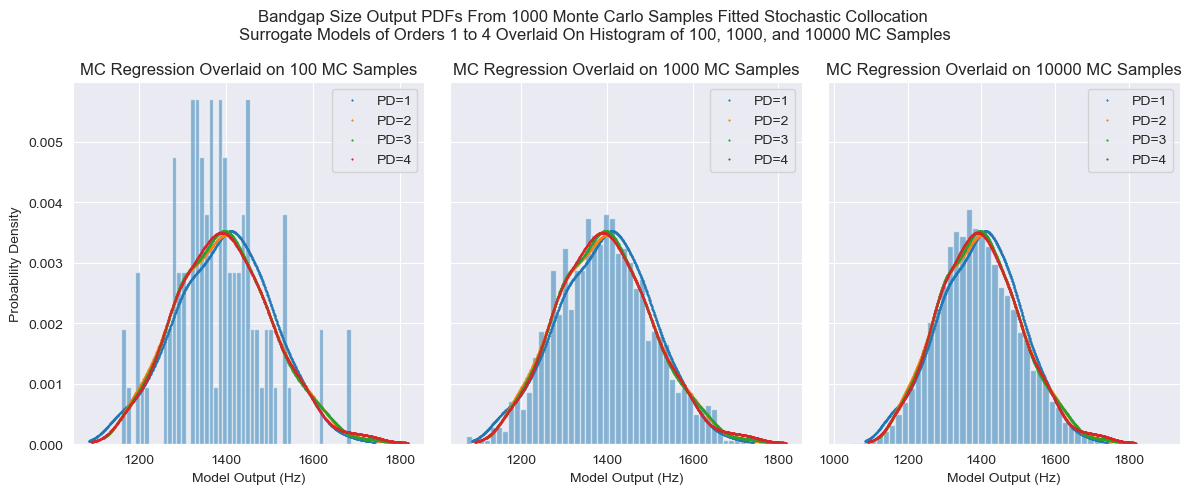 Bandgap Size Output PDFs From 1000 Monte Carlo Samples Fitted Stochastic Collocation
Surrogate Models of Orders 1 to 4 Overlaid On Histogram of 100, 1000, and 10000 MC Samples
MC Regression Overlaid on 100 MC Samples
PD=1
PD=2
PD=3
PD=4
0.005
0.004
0.003
0.002
0.001
0.000
Probability Density
1200 1400 1600 1800
Model Output (Hz)
MC Regression Overlaid on 1000 MC Samples
PD=1
PD=2
PD=3
PD=4
1200 1400 1600 1800
Model Output (Hz)
MC Regression Overlaid on 10000 MC Samples
PD=1
PD=2
PD=3
PD=4
1000 1200 1400 1600 1800
Model Output (Hz)